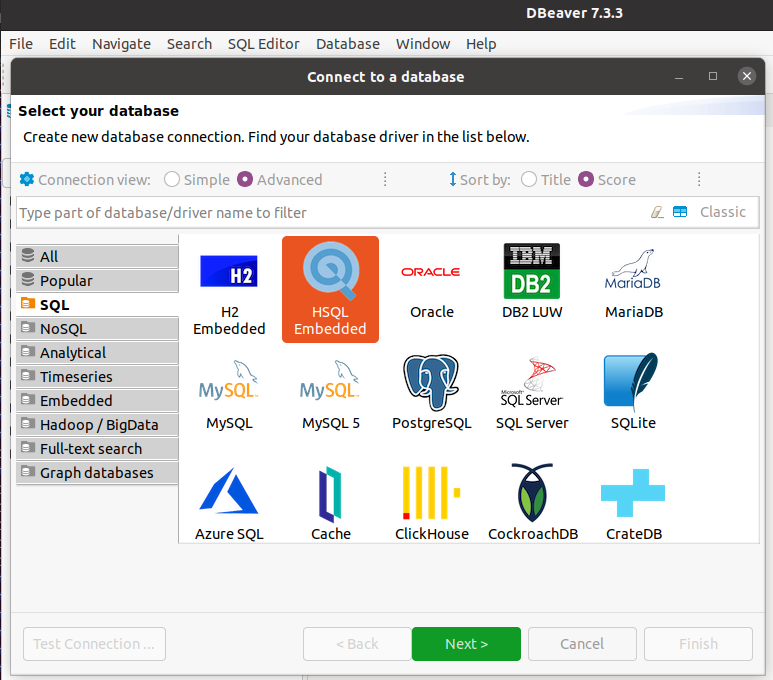 DBeaver 7.3.3
File Edit Navigate Search SQL Editor Database Window Help
Connect to a database
Select your database
Create new database connection. Find your database driver in the list below.
Connection view: Simple Advanced Sort by: Title Score
Type part of database/driver name to filter Classic
All
Popular
SQL
NoSQL
Analytical
Timeseries
Embedded
Hadoop / BigData
Full-text search
Graph databases
H2
H2
Embedded
HSQL
Embedded
ORACLE
Oracle
IBM
DB2
DB2 LUW
MariaDB
MariaDB
MySQL
MySQL
MySQL
MySQL 5
PostgreSQL
Microsoft
SQL Server
SQL Server
SQLite
Azure SQL
Cache
ClickHouse
CockroachDB
CrateDB
Test Connection ... < Back Next > Cancel Finish